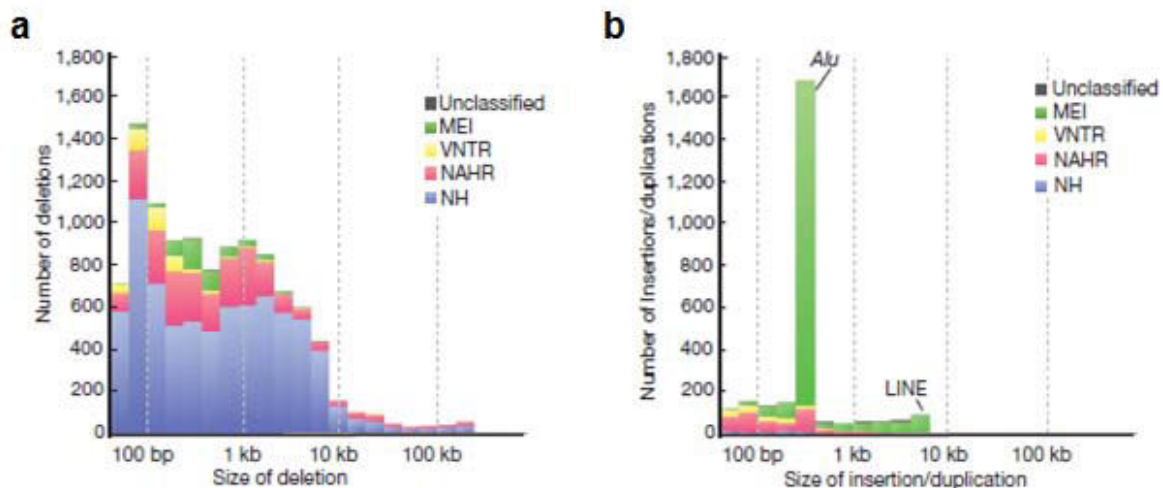 a
1,800
1,600
1,400
1,200
1,000
800
600
400
200
0
Number of deletions
Unclassified
MEI
VNTR
NAHR
NH
100 bp 1 kb 10 kb 100 kb
Size of deletion
b
1,800
1,600
1,400
1,200
1,000
800
600
400
200
0
Number of Insertions/duplications
Alu
Unclassified
MEI
VNTR
NAHR
NH
LINE
100 bp 1 kb 10 kb 100 kb
Size of insertion/duplication